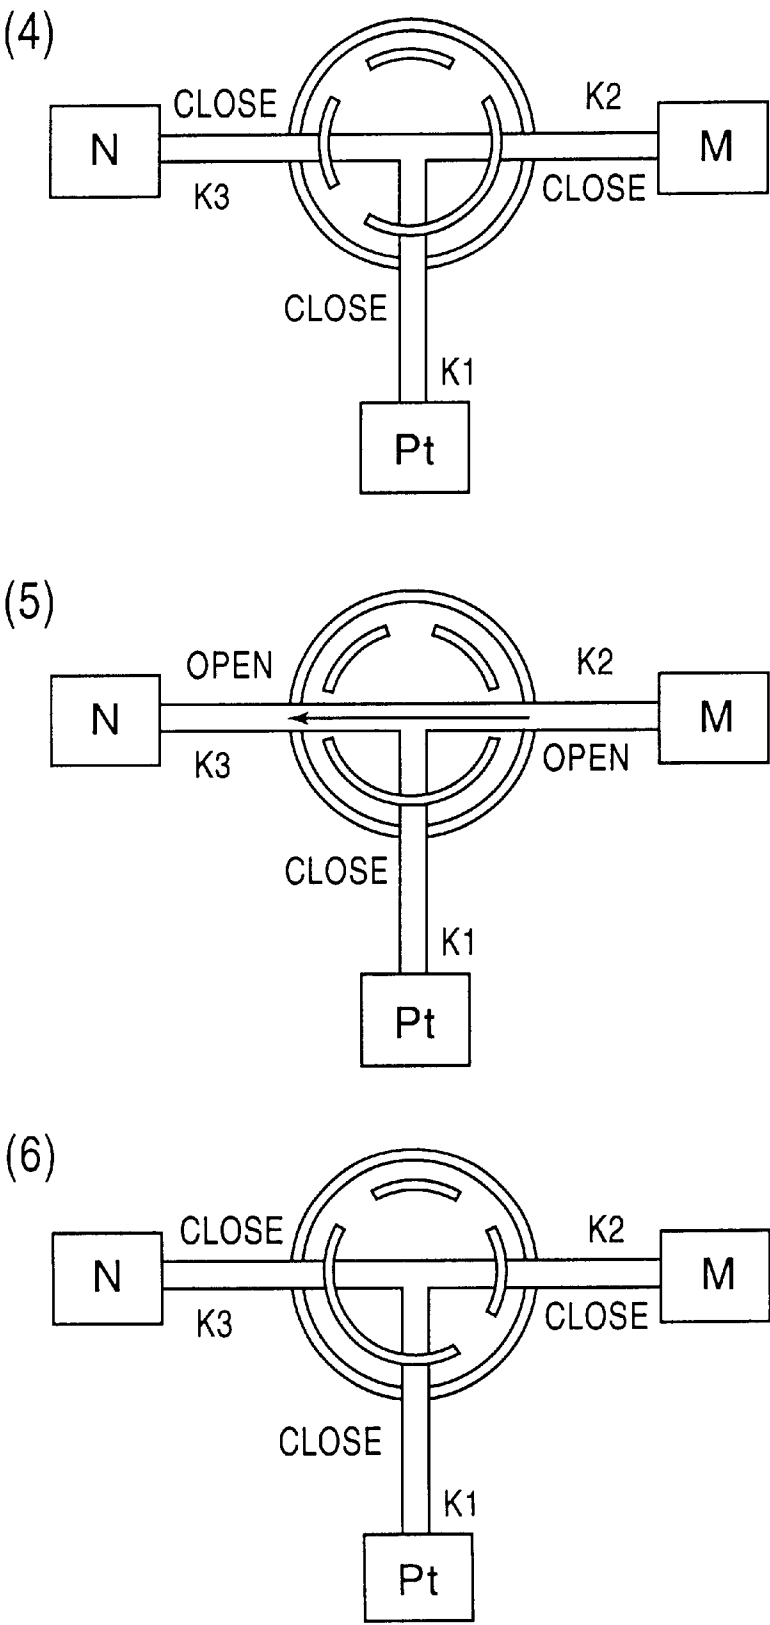 (4)
CLOSE
K2
N
M
K3
CLOSE
CLOSE
K1
Pt
(5)
OPEN
K2
N
M
K3
OPEN
CLOSE
K1
Pt
(6)
CLOSE
K2
N
M
K3
CLOSE
CLOSE
K1
Pt